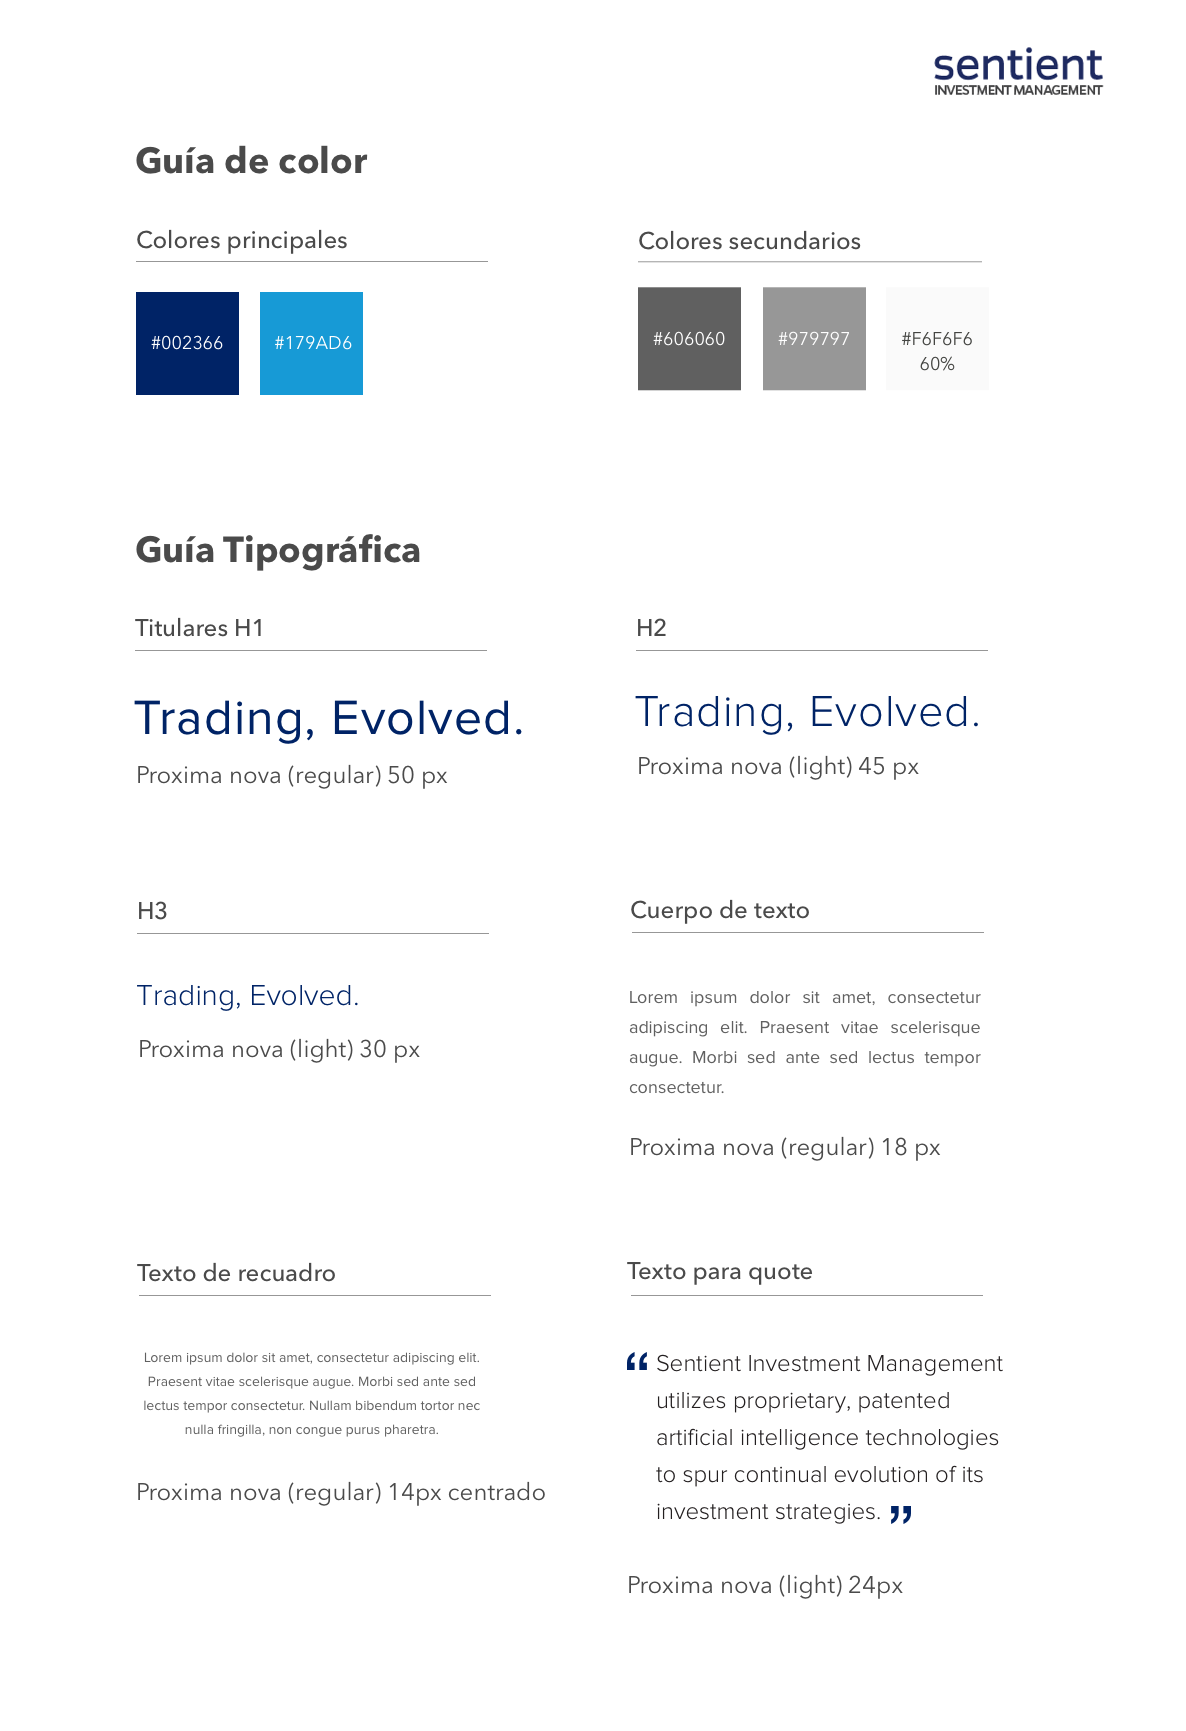 sentient
INVESTMENT MANAGEMENT
Guía de color
Colores principales
#002366
#179AD6
Colores secundarios
#606060
#979797
#F6F6F6
60%
Guía Tipográfica
Titulares H1
Trading, Evolved.
Proxima nova (regular) 50 px
H2
Trading, Evolved.
Proxima nova (light) 45 px
H3
Trading, Evolved.
Proxima nova (light) 30 px
Cuerpo de texto
Lorem ipsum dolor sit amet, consectetur
adipiscing elit. Praesent vitae scelerisque
augue. Morbi sed ante sed lectus tempor
consectetur.
Proxima nova (regular) 18 px
Texto de recuadro
Lorem ipsum dolor sit amet, consectetur adipiscing elit.
Praesent vitae scelerisque augue. Morbi sed ante sed
lectus tempor consectetur. Nullam bibendum tortor nec
nulla fringilla, non congue purus pharetra.
Proxima nova (regular) 14px centrado
Texto para quote
“ Sentient Investment Management
utilizes proprietary, patented
artificial intelligence technologies
to spur continual evolution of its
investment strategies. ”
Proxima nova (light) 24px